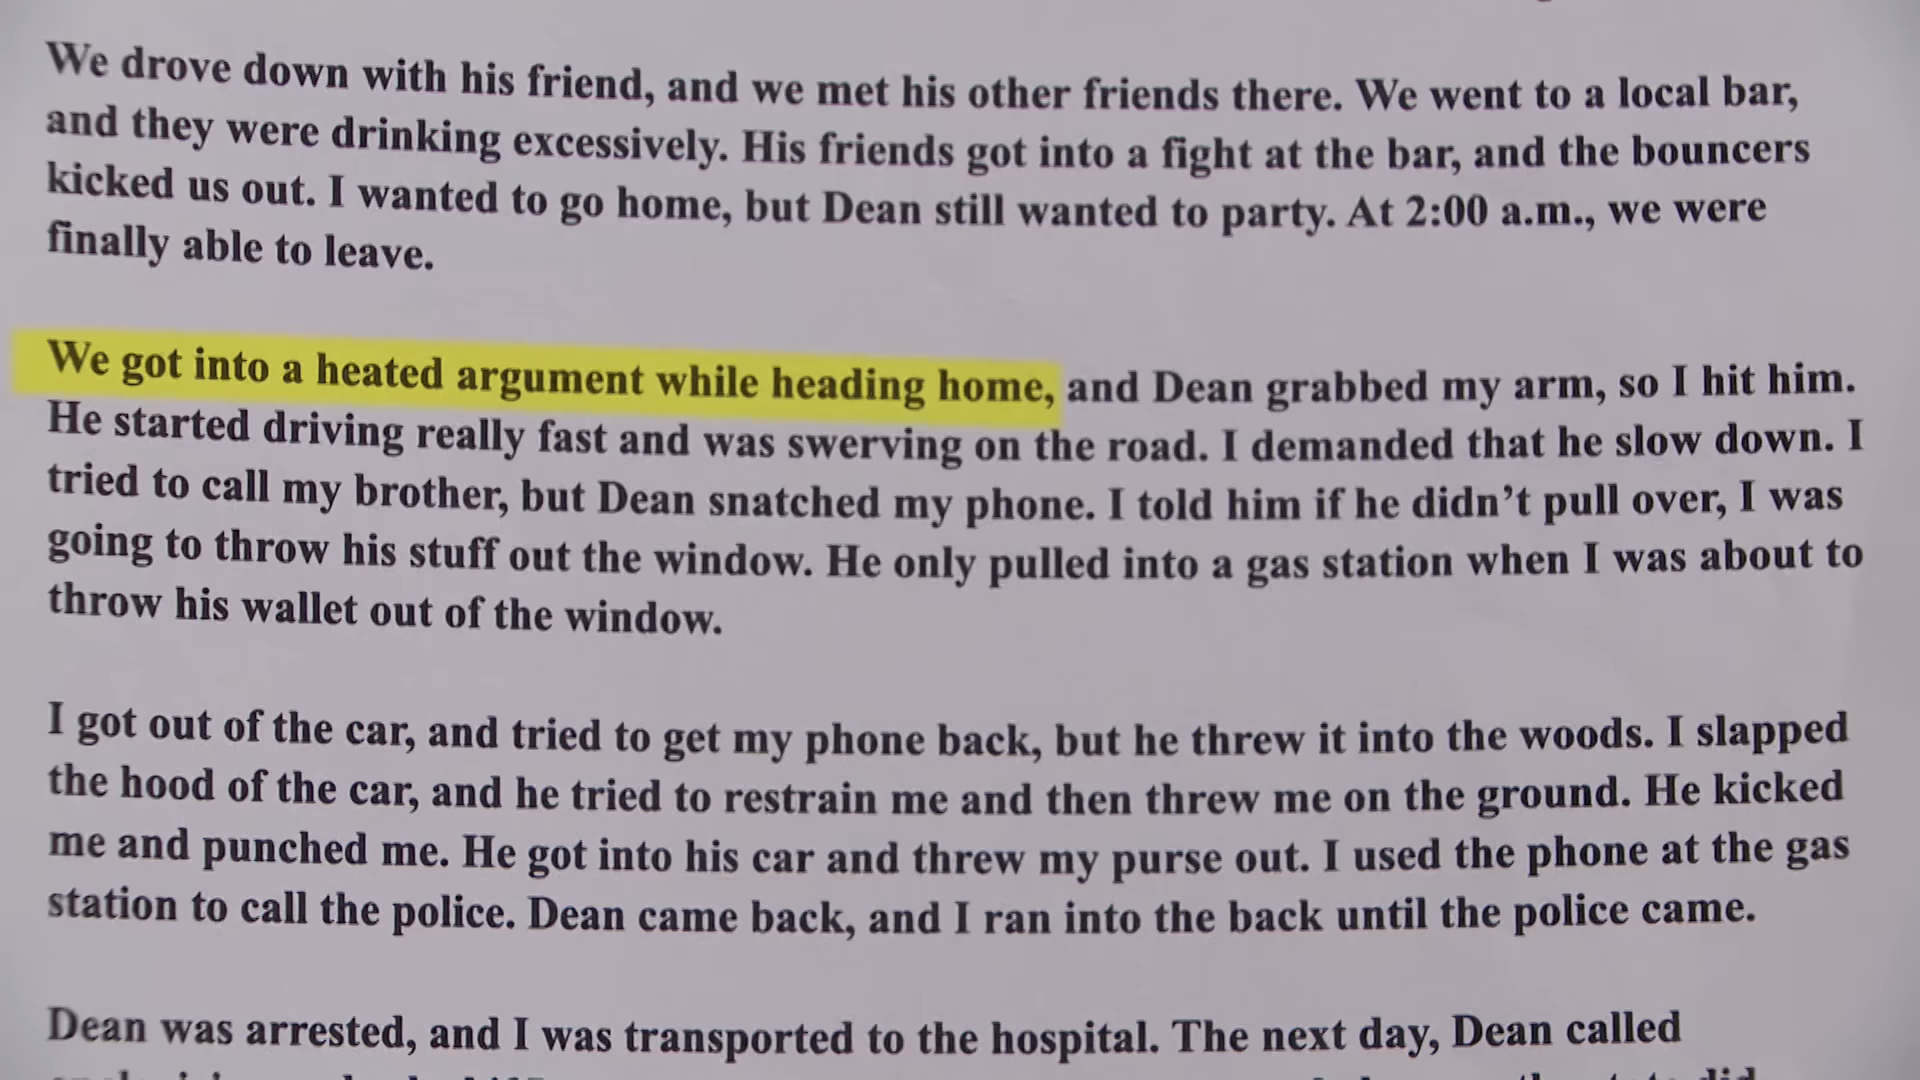 We drove down with his friend, and we met his other friends there. We went to a local bar,
and they were drinking excessively. His friends got into a fight at the bar, and the bouncers
kicked us out. I wanted to go home, but Dean still wanted to party. At 2:00 a.m., we were
finally able to leave.
We got into a heated argument while heading home, and Dean grabbed my arm, so I hit him.
He started driving really fast and was swerving on the road. I demanded that he slow down. I
tried to call my brother, but Dean snatched my phone. I told him if he didn’t pull over, I was
going to throw his stuff out the window. He only pulled into a gas station when I was about to
throw his wallet out of the window.
I got out of the car, and tried to get my phone back, but he threw it into the woods. I slapped
the hood of the car, and he tried to restrain me and then threw me on the ground. He kicked
me and punched me. He got into his car and threw my purse out. I used the phone at the gas
station to call the police. Dean came back, and I ran into the back until the police came.
Dean was arrested, and I was transported to the hospital. The next day, Dean called